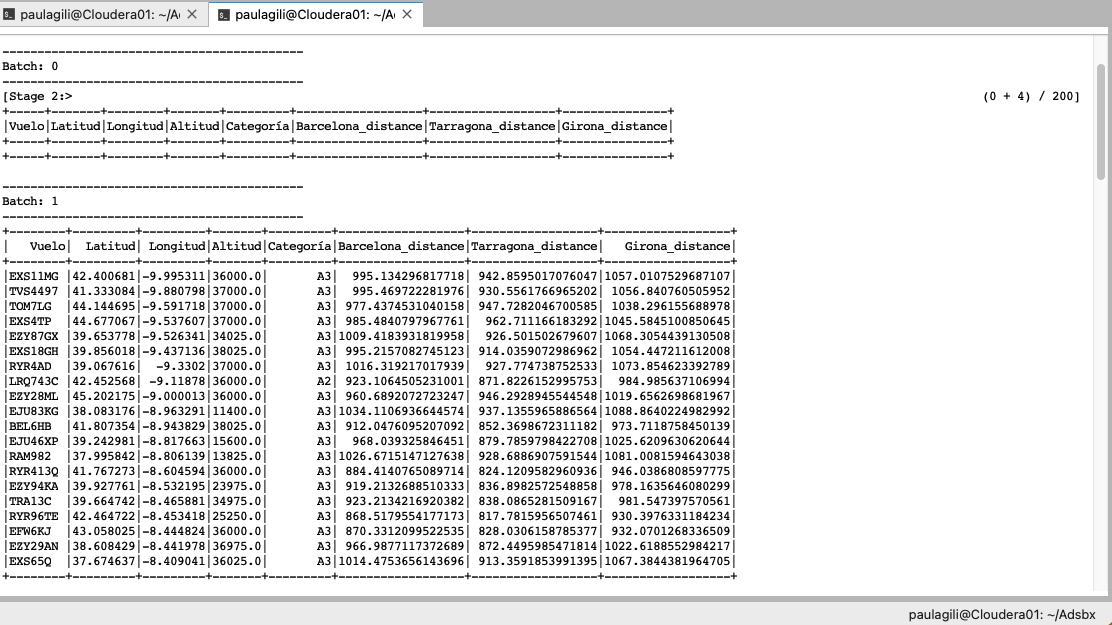 paulagili@Cloudera01: ~/A
paulagili@Cloudera01: ~/A
-------------------------------------------
Batch: 0
-------------------------------------------
[Stage 2:> (0 + 4) / 200]
+-----+-------+--------+-------+---------+------------------+------------------+---------------+
|Vuelo|Latitud|Longitud|Altitud|Categoría|Barcelona_distance|Tarragona_distance|Girona_distance|
+-----+-------+--------+-------+---------+------------------+------------------+---------------+
+-----+-------+--------+-------+---------+------------------+------------------+---------------+
-------------------------------------------
Batch: 1
-------------------------------------------
+--------+---------+---------+-------+---------+------------------+------------------+------------------+
|   Vuelo|  Latitud| Longitud|Altitud|Categoría|Barcelona_distance|Tarragona_distance|   Girona_distance|
+--------+---------+---------+-------+---------+------------------+------------------+------------------+
|EXS11MG |42.400681|-9.995311|36000.0|       A3|  995.134296817718| 942.8595017076047|1057.0107529687107|
|TVS4497 |41.333084|-9.880798|37000.0|       A3|  995.469722281976| 930.5561766965202| 1056.840760505952|
|TOM7LG  |44.144695|-9.591718|37000.0|       A3| 977.4374531040158| 947.7282046700585| 1038.296155688978|
|EXS4TP  |44.677067|-9.537607|37000.0|       A3| 985.4840797967761|  962.711166183292|1045.5845100850645|
|EZY87GX |39.653778|-9.526341|34025.0|       A3|1009.4183931819958|  926.501502679607|1068.3054439130508|
|EXS18GH |39.856018|-9.437136|38025.0|       A3| 995.2157082745123| 914.0359072986962| 1054.447211612008|
|RYR4AD  |39.067616|  -9.3302|37000.0|       A3| 1016.319217017939|  927.774738752533| 1073.854623392789|
|LRQ743C |42.452568| -9.11878|36000.0|       A2| 923.1064505231001| 871.8226152995753|  984.985637106994|
|EZY28ML |45.202175|-9.000013|36000.0|       A3| 960.6892072723247| 946.2928945544548|1019.6562698681967|
|EJU83KG |38.083176|-8.963291|11400.0|       A3|1034.1106936644574| 937.1355965886564|1088.8640224982992|
|BEL6HB  |41.807354|-8.943829|38025.0|       A3| 912.0476095207092| 852.3698672311182| 973.7118758450139|
|EJU46XP |39.242981|-8.817663|15600.0|       A3|  968.039325846451| 879.7859798422708|1025.6209630620644|
|RAM982  |37.995842|-8.806139|13825.0|       A3|1026.6715147127638| 928.6886907591544|1081.0081594643038|
|RYR413Q |41.767273|-8.604594|36000.0|       A3| 884.4140765089714| 824.1209582960936| 946.0386808597775|
|EZY94KA |39.927761|-8.532195|23975.0|       A3| 919.2132688510333| 836.8982572548858| 978.1635646080299|
|TRA13C  |39.664742|-8.465881|34975.0|       A3| 923.2134216920382| 838.0865281509167|  981.547397570561|
|RYR96TE |42.464722|-8.453418|25250.0|       A3| 868.5179554177173| 817.7815956507461| 930.3976331184234|
|EFW6KJ  |43.058025|-8.444824|36000.0|       A3| 870.3312099522535| 828.0306158785377| 932.0701268336509|
|EZY29AN |38.608429|-8.441978|36975.0|       A3| 966.9877117372689| 872.4495985471814|1022.6188552984217|
|EXS65Q  |37.674637|-8.409041|36025.0|       A3|1014.4753656143696| 913.3591853991395|1067.3844381964705|
+--------+---------+---------+-------+---------+------------------+------------------+------------------+
paulagili@Cloudera01: ~/Adsbx